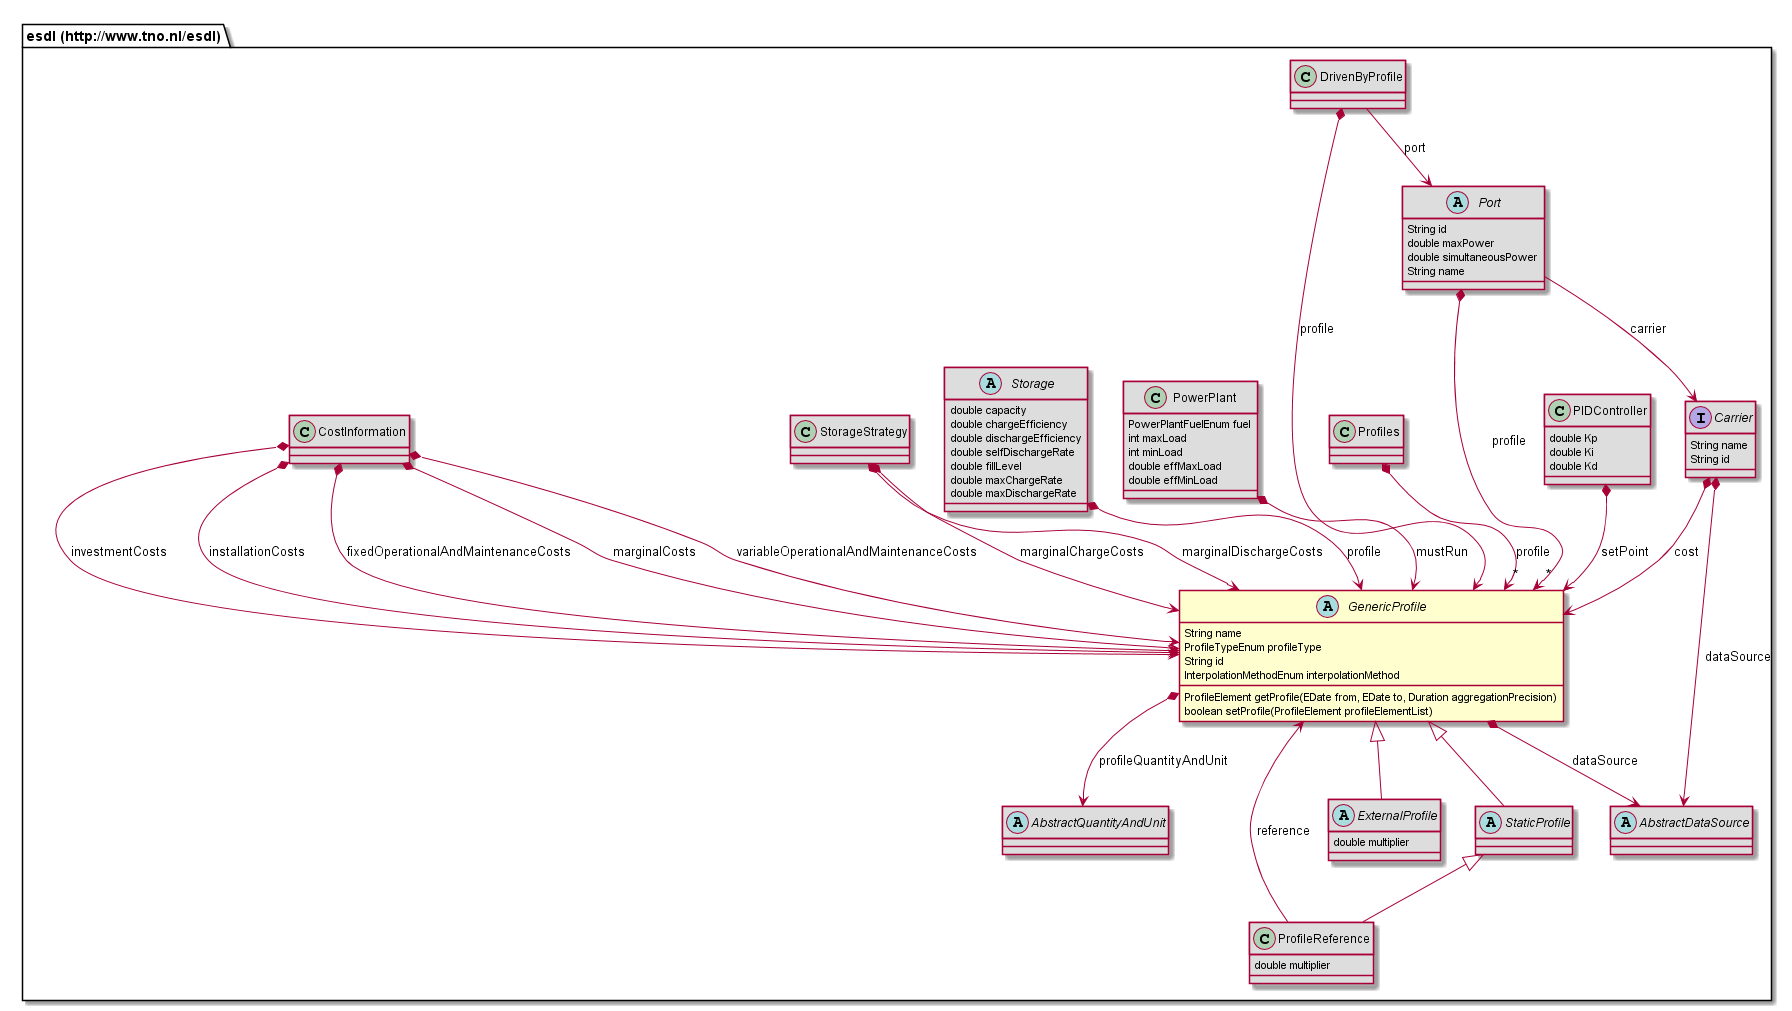 esdl (http://www.tno.nl/esdl)
C DrivenByProfile
port
A Port
String id
double maxPower
double simultaneousPower
String name
profile
carrier
A Storage
double capacity
double chargeEfficiency
double dischargeEfficiency
double selfDischargeRate
double fillLevel
double maxChargeRate
double maxDischargeRate
C PowerPlant
PowerPlantFuelEnum fuel
int maxLoad
int minLoad
double effMaxLoad
double effMinLoad
C PIDController
double Kp
double Ki
double Kd
I Carrier
String name
String id
C CostInformation
C StorageStrategy
C Profiles
profile
investmentCosts
installationCosts
fixedOperationalAndMaintenanceCosts
marginalCosts
variableOperationalAndMaintenanceCosts
marginalChargeCosts
marginalDischargeCosts
profile
mustRun
profile
setPoint
cost
*
*
A GenericProfile
String name
ProfileTypeEnum profileType
String id
InterpolationMethodEnum interpolationMethod
ProfileElement getProfile(EDate from, EDate to, Duration aggregationPrecision)
boolean setProfile(ProfileElement profileElementList)
dataSource
profileQuantityAndUnit
dataSource
A AbstractQuantityAndUnit
reference
A ExternalProfile
double multiplier
A StaticProfile
A AbstractDataSource
C ProfileReference
double multiplier